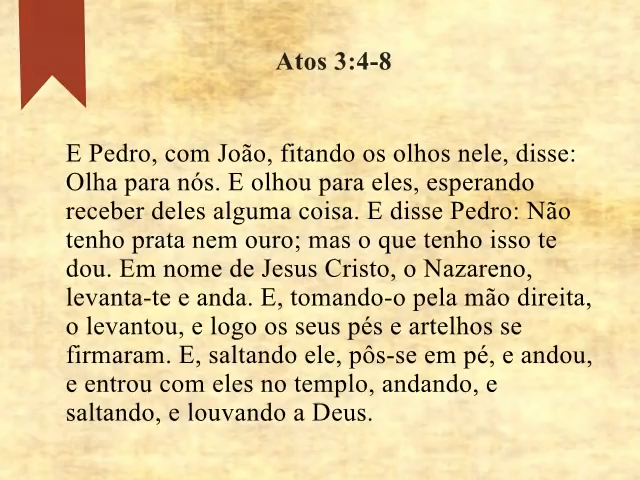 Atos 3:4-8
E Pedro, com João, fitando os olhos nele, disse:
Olha para nós. E olhou para eles, esperando
receber deles alguma coisa. E disse Pedro: Não
tenho prata nem ouro; mas o que tenho isso te
dou. Em nome de Jesus Cristo, o Nazareno,
levanta-te e anda. E, tomando-o pela mão direita,
o levantou, e logo os seus pés e artelhos se
firmaram. E, saltando ele, pôs-se em pé, e andou,
e entrou com eles no templo, andando, e
saltando, e louvando a Deus.